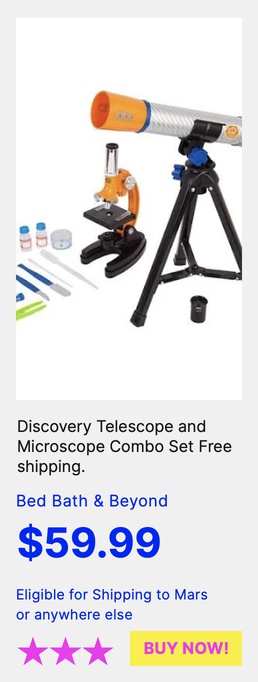 Discovery Telescope and
Microscope Combo Set Free
shipping.
Bed Bath & Beyond
$59.99
Eligible for Shipping to Mars
or anywhere else
BUY NOW!